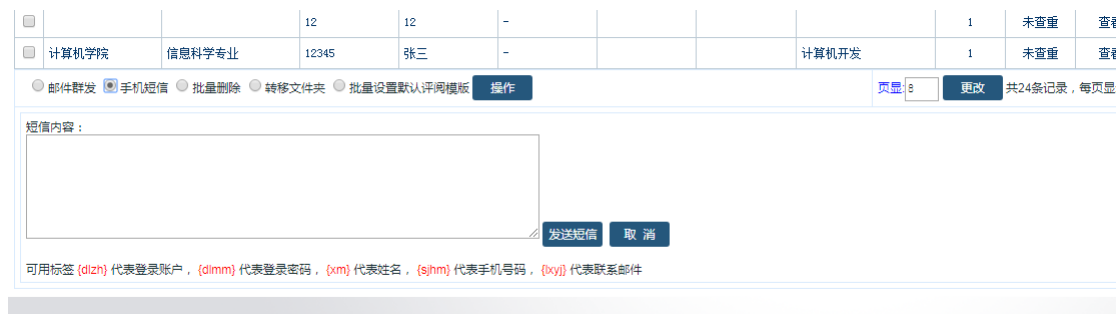 12 12 - 1 未查重
计算机学院 信息科学专业 12345 张三 - 计算机开发 1 未查重
邮件群发 手机短信 批量删除 转移文件夹 批量设置默认评阅模版 操作 页显: 8 更改 共24条记录，每页显
短信内容：
发送短信 取 消
可用标签 {dlzh} 代表登录账户， {dlmm} 代表登录密码， {xm} 代表姓名， {sjhm} 代表手机号码， {lxyj} 代表联系邮件